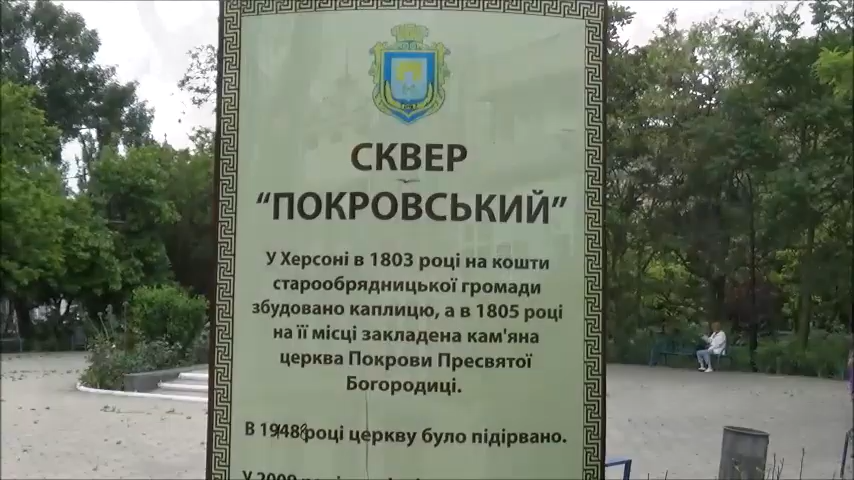 СКВЕР
“ПОКРОВСЬКИЙ”
У Херсоні в 1803 році на кошти
старообрядницької громади
збудовано каплицю, а в 1805 році
на її місці закладена кам'яна
церква Покрови Пресвятої
Богородиці.
В 1948 році церкву було підірвано.
У 2009